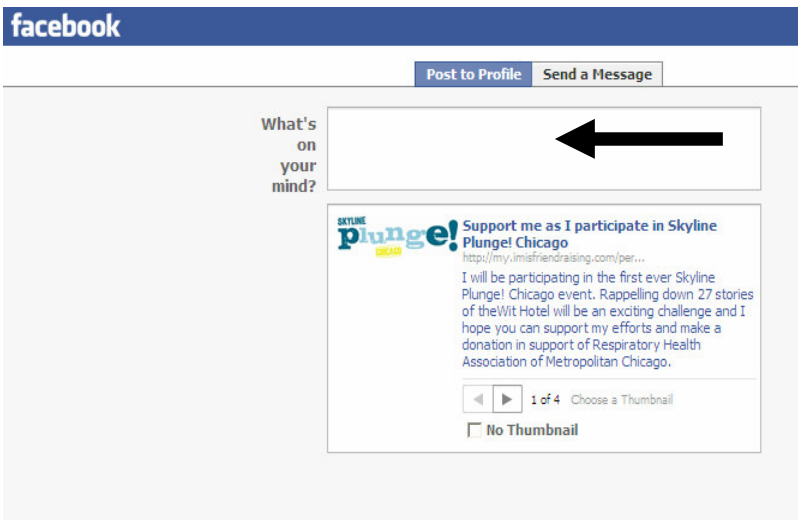 facebook
Post to Profile Send a Message
What's
on
your
mind?
SKYLINE
plunge!
CHICAGO
Support me as I participate in Skyline
Plunge! Chicago
http://my.imisfriendraising.com/per...
I will be participating in the first ever Skyline
Plunge! Chicago event. Rappelling down 27 stories
of theWit Hotel will be an exciting challenge and I
hope you can support my efforts and make a
donation in support of Respiratory Health
Association of Metropolitan Chicago.
1 of 4 Choose a Thumbnail
No Thumbnail